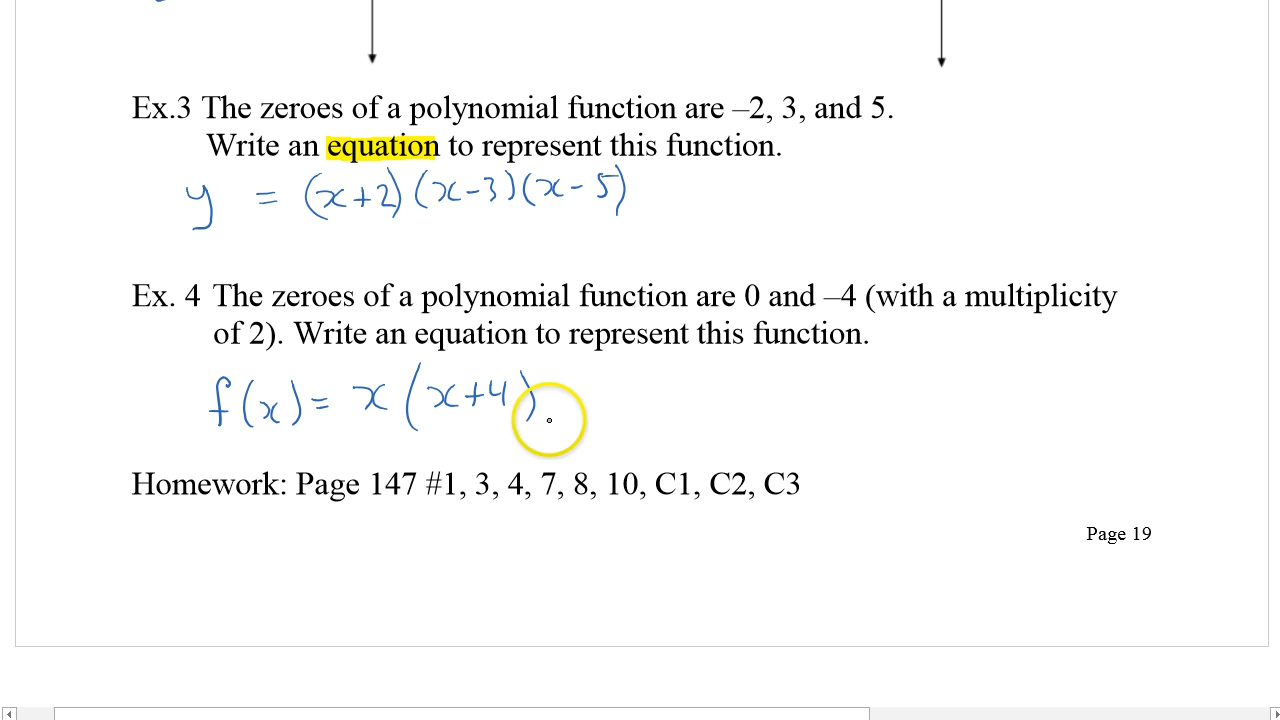 Ex.3 The zeroes of a polynomial function are –2, 3, and 5.
Write an equation to represent this function.
y = (x+2)(x-3)(x-5)
Ex. 4 The zeroes of a polynomial function are 0 and –4 (with a multiplicity
of 2). Write an equation to represent this function.
f(x) = x(x+4)
Homework: Page 147 #1, 3, 4, 7, 8, 10, C1, C2, C3
Page 19